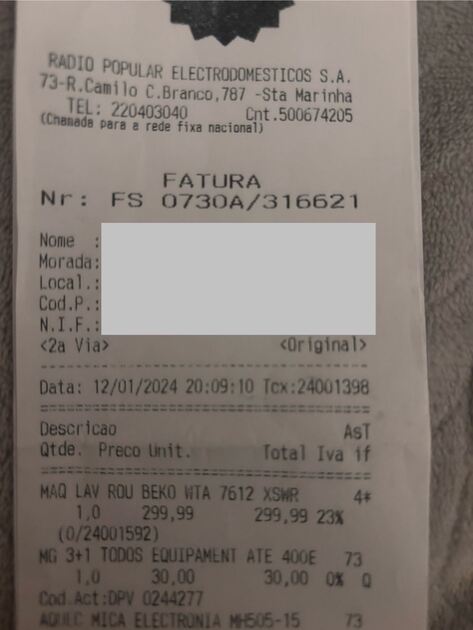 RADIO POPULAR ELECTRODOMESTICOS S.A.
73-R.Camilo C.Branco,787 -Sta Marinha
TEL: 220403040 Cnt.500674205
(Chamada para a rede fixa nacional)
FATURA
Nr: FS 0730A/316621
Nome :
Morada:
Local.:
Cod.P.:
N.I.F.:
<2a Via> <Original>
Data: 12/01/2024 20:09:10 Tcx:24001398
Descricao AsT
Qtde. Preco Unit. Total Iva if
MAQ LAV ROU BEKO WTA 7612 XSWR 4*
1,0 299,99 299,99 23%
(0/24001592)
MG 3+1 TODOS EQUIPAMENT ATE 400E 73
1,0 30,00 30,00 0% Q
Cod.Act:DPV 0244277
AQUEC MICA ELECTRONIA MH505-15 73